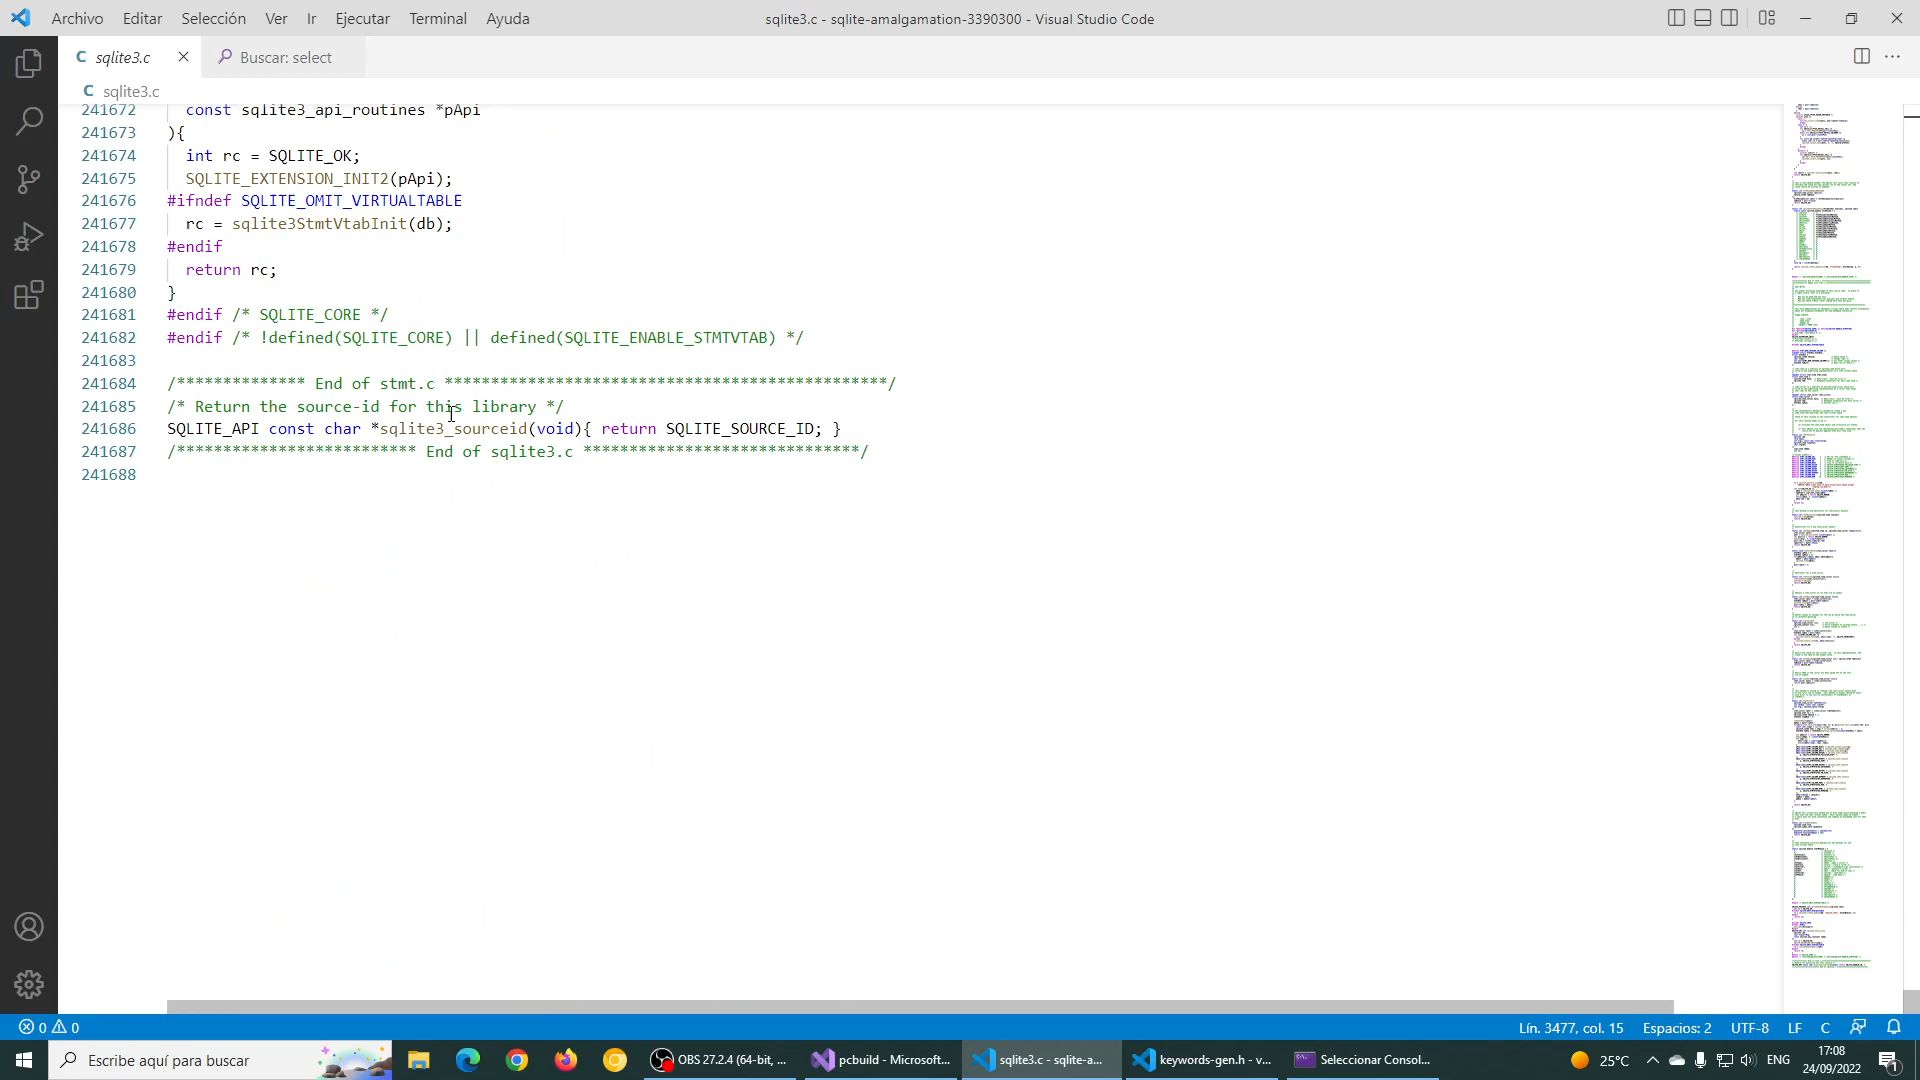 Archivo Editar Selección Ver Ir Ejecutar Terminal Ayuda
sqlite3.c - sqlite-amalgamation-3390300 - Visual Studio Code
C sqlite3.c
Buscar: select
C sqlite3.c
241672 const sqlite3_api_routines *pApi
241673 ){
241674 int rc = SQLITE_OK;
241675 SQLITE_EXTENSION_INIT2(pApi);
241676 #ifndef SQLITE_OMIT_VIRTUALTABLE
241677 rc = sqlite3StmtVtabInit(db);
241678 #endif
241679 return rc;
241680 }
241681 #endif /* SQLITE_CORE */
241682 #endif /* !defined(SQLITE_CORE) || defined(SQLITE_ENABLE_STMTVTAB) */
241683
241684 /************** End of stmt.c ************************************************/
241685 /* Return the source-id for this library */
241686 SQLITE_API const char *sqlite3_sourceid(void){ return SQLITE_SOURCE_ID; }
241687 /************************** End of sqlite3.c ******************************/
241688
0 0
Lín. 3477, col. 15 Espacios: 2 UTF-8 LF C
Escribe aquí para buscar
OBS 27.2.4 (64-bit, ...
pcbuild - Microsoft...
sqlite3.c - sqlite-a...
keywords-gen.h - v...
Seleccionar Consol...
25°C
ENG
17:08
24/09/2022
1